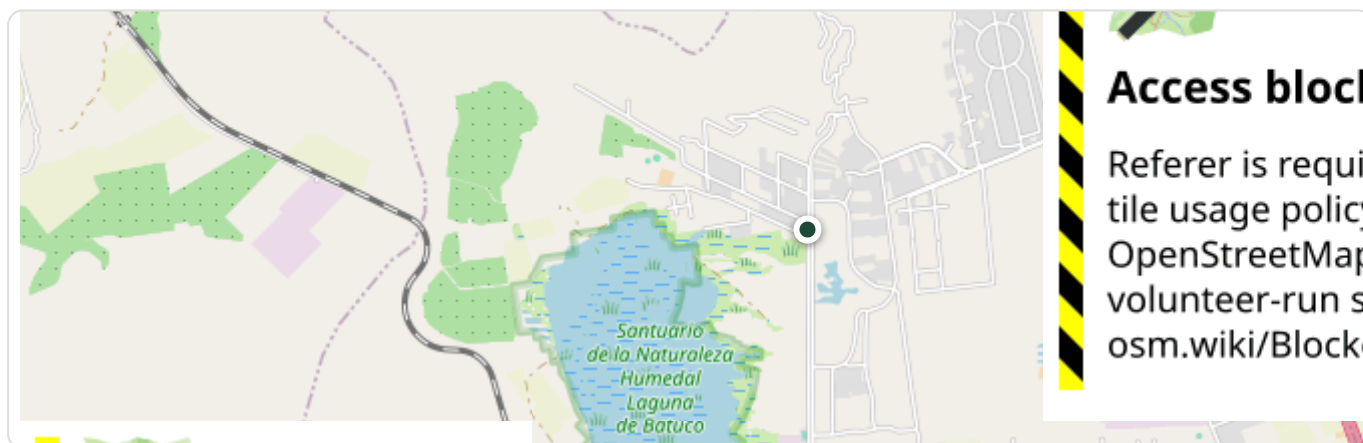 Access block
Referer is requi
tile usage policy
OpenStreetMap
volunteer-run s
osm.wiki/Blocke
Santuario
de la Naturaleza
Humedal
Laguna
de Batuco